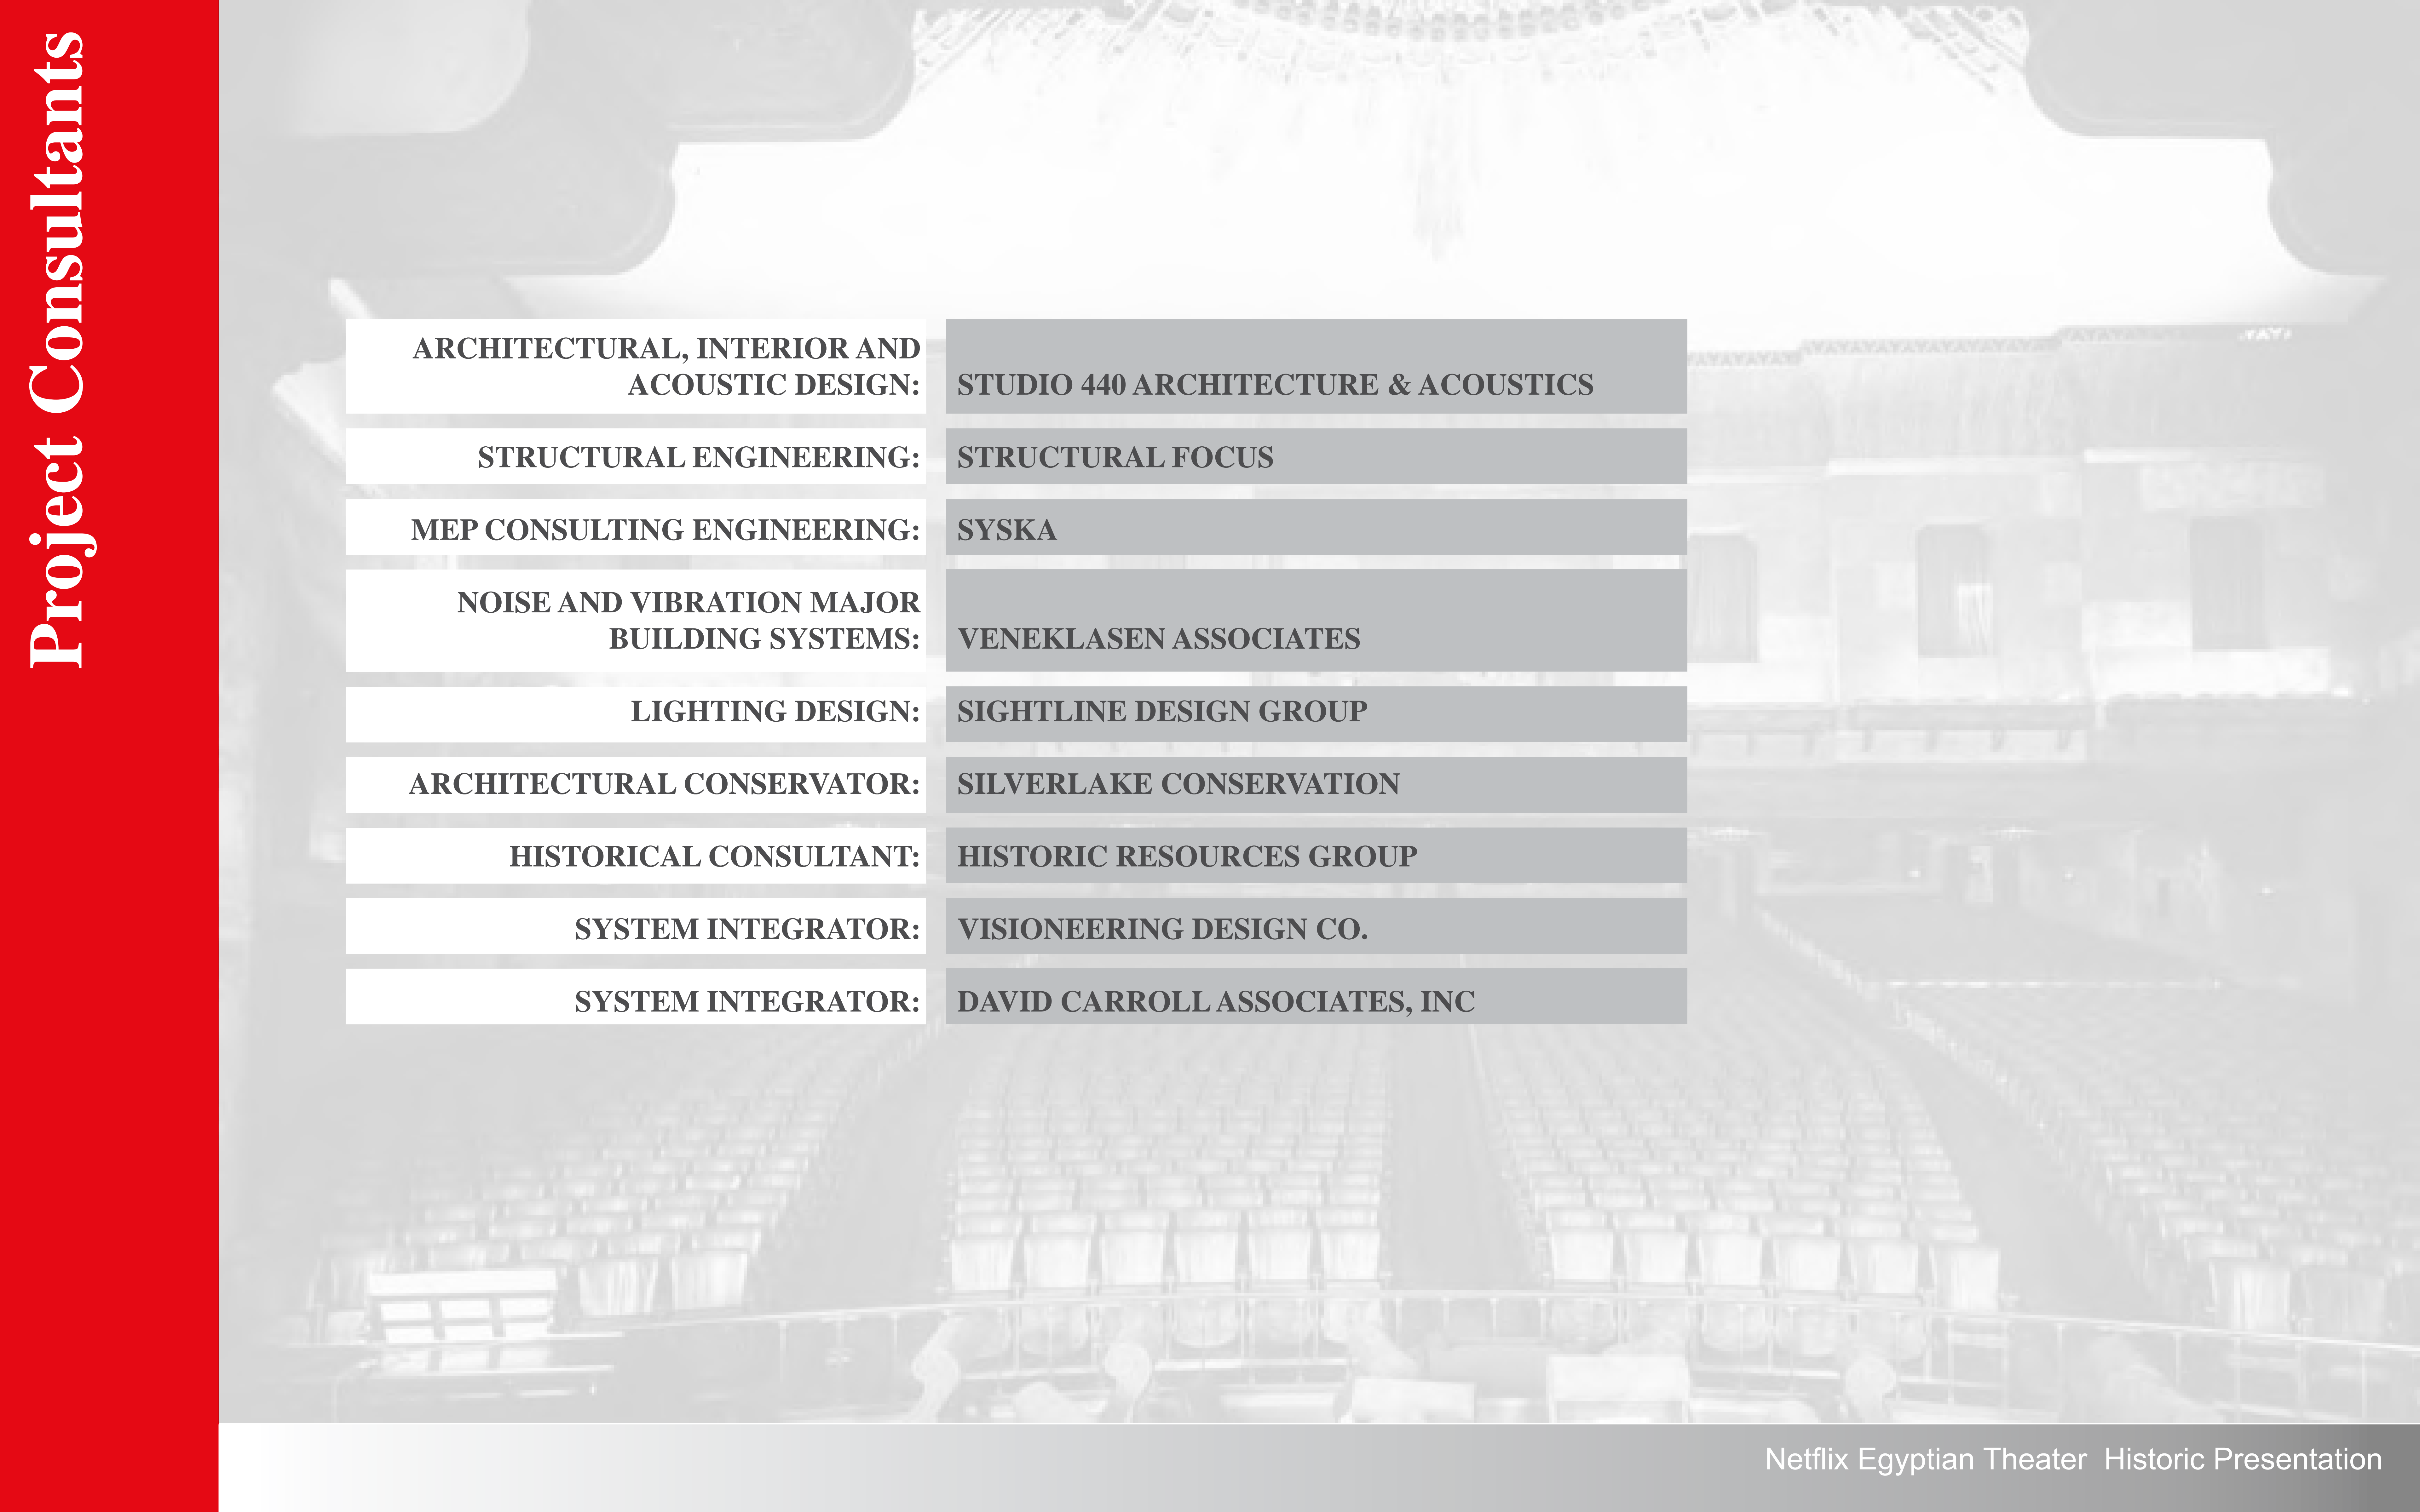 Project Consultants
ARCHITECTURAL, INTERIOR AND
ACOUSTIC DESIGN:
STUDIO 440 ARCHITECTURE & ACOUSTICS
STRUCTURAL ENGINEERING:
STRUCTURAL FOCUS
MEP CONSULTING ENGINEERING:
SYSKA
NOISE AND VIBRATION MAJOR
BUILDING SYSTEMS:
VENEKLASEN ASSOCIATES
LIGHTING DESIGN:
SIGHTLINE DESIGN GROUP
ARCHITECTURAL CONSERVATOR:
SILVERLAKE CONSERVATION
HISTORICAL CONSULTANT:
HISTORIC RESOURCES GROUP
SYSTEM INTEGRATOR:
VISIONEERING DESIGN CO.
SYSTEM INTEGRATOR:
DAVID CARROLL ASSOCIATES, INC
Netflix Egyptian Theater Historic Presentation